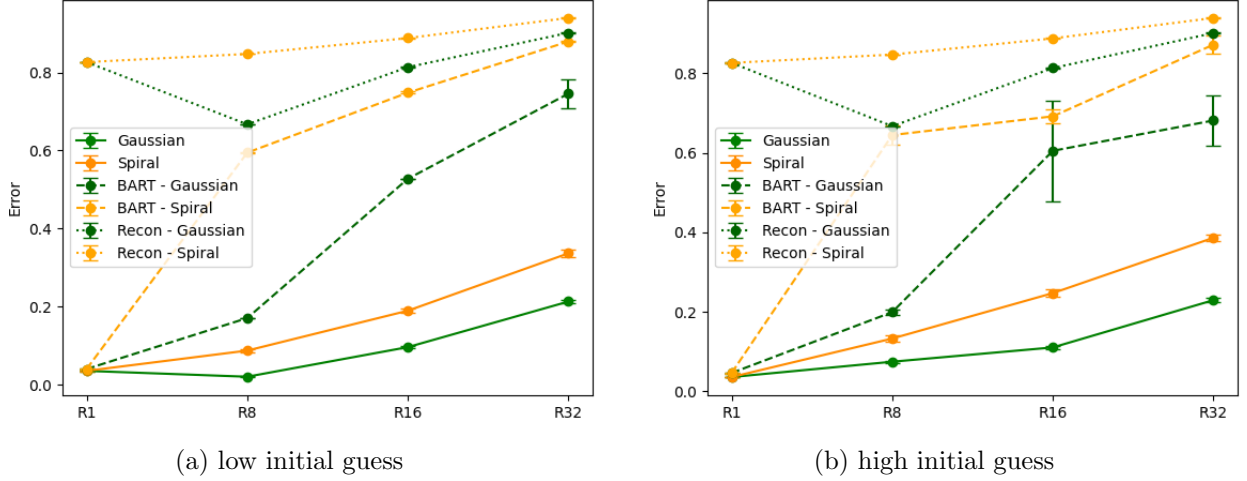 0.8
0.6
0.4
0.2
0.0
Error
Gaussian
Spiral
BART - Gaussian
BART - Spiral
Recon - Gaussian
Recon - Spiral
R1 R8 R16 R32
(a) low initial guess
0.8
0.6
0.4
0.2
0.0
Error
Gaussian
Spiral
BART - Gaussian
BART - Spiral
Recon - Gaussian
Recon - Spiral
R1 R8 R16 R32
(b) high initial guess